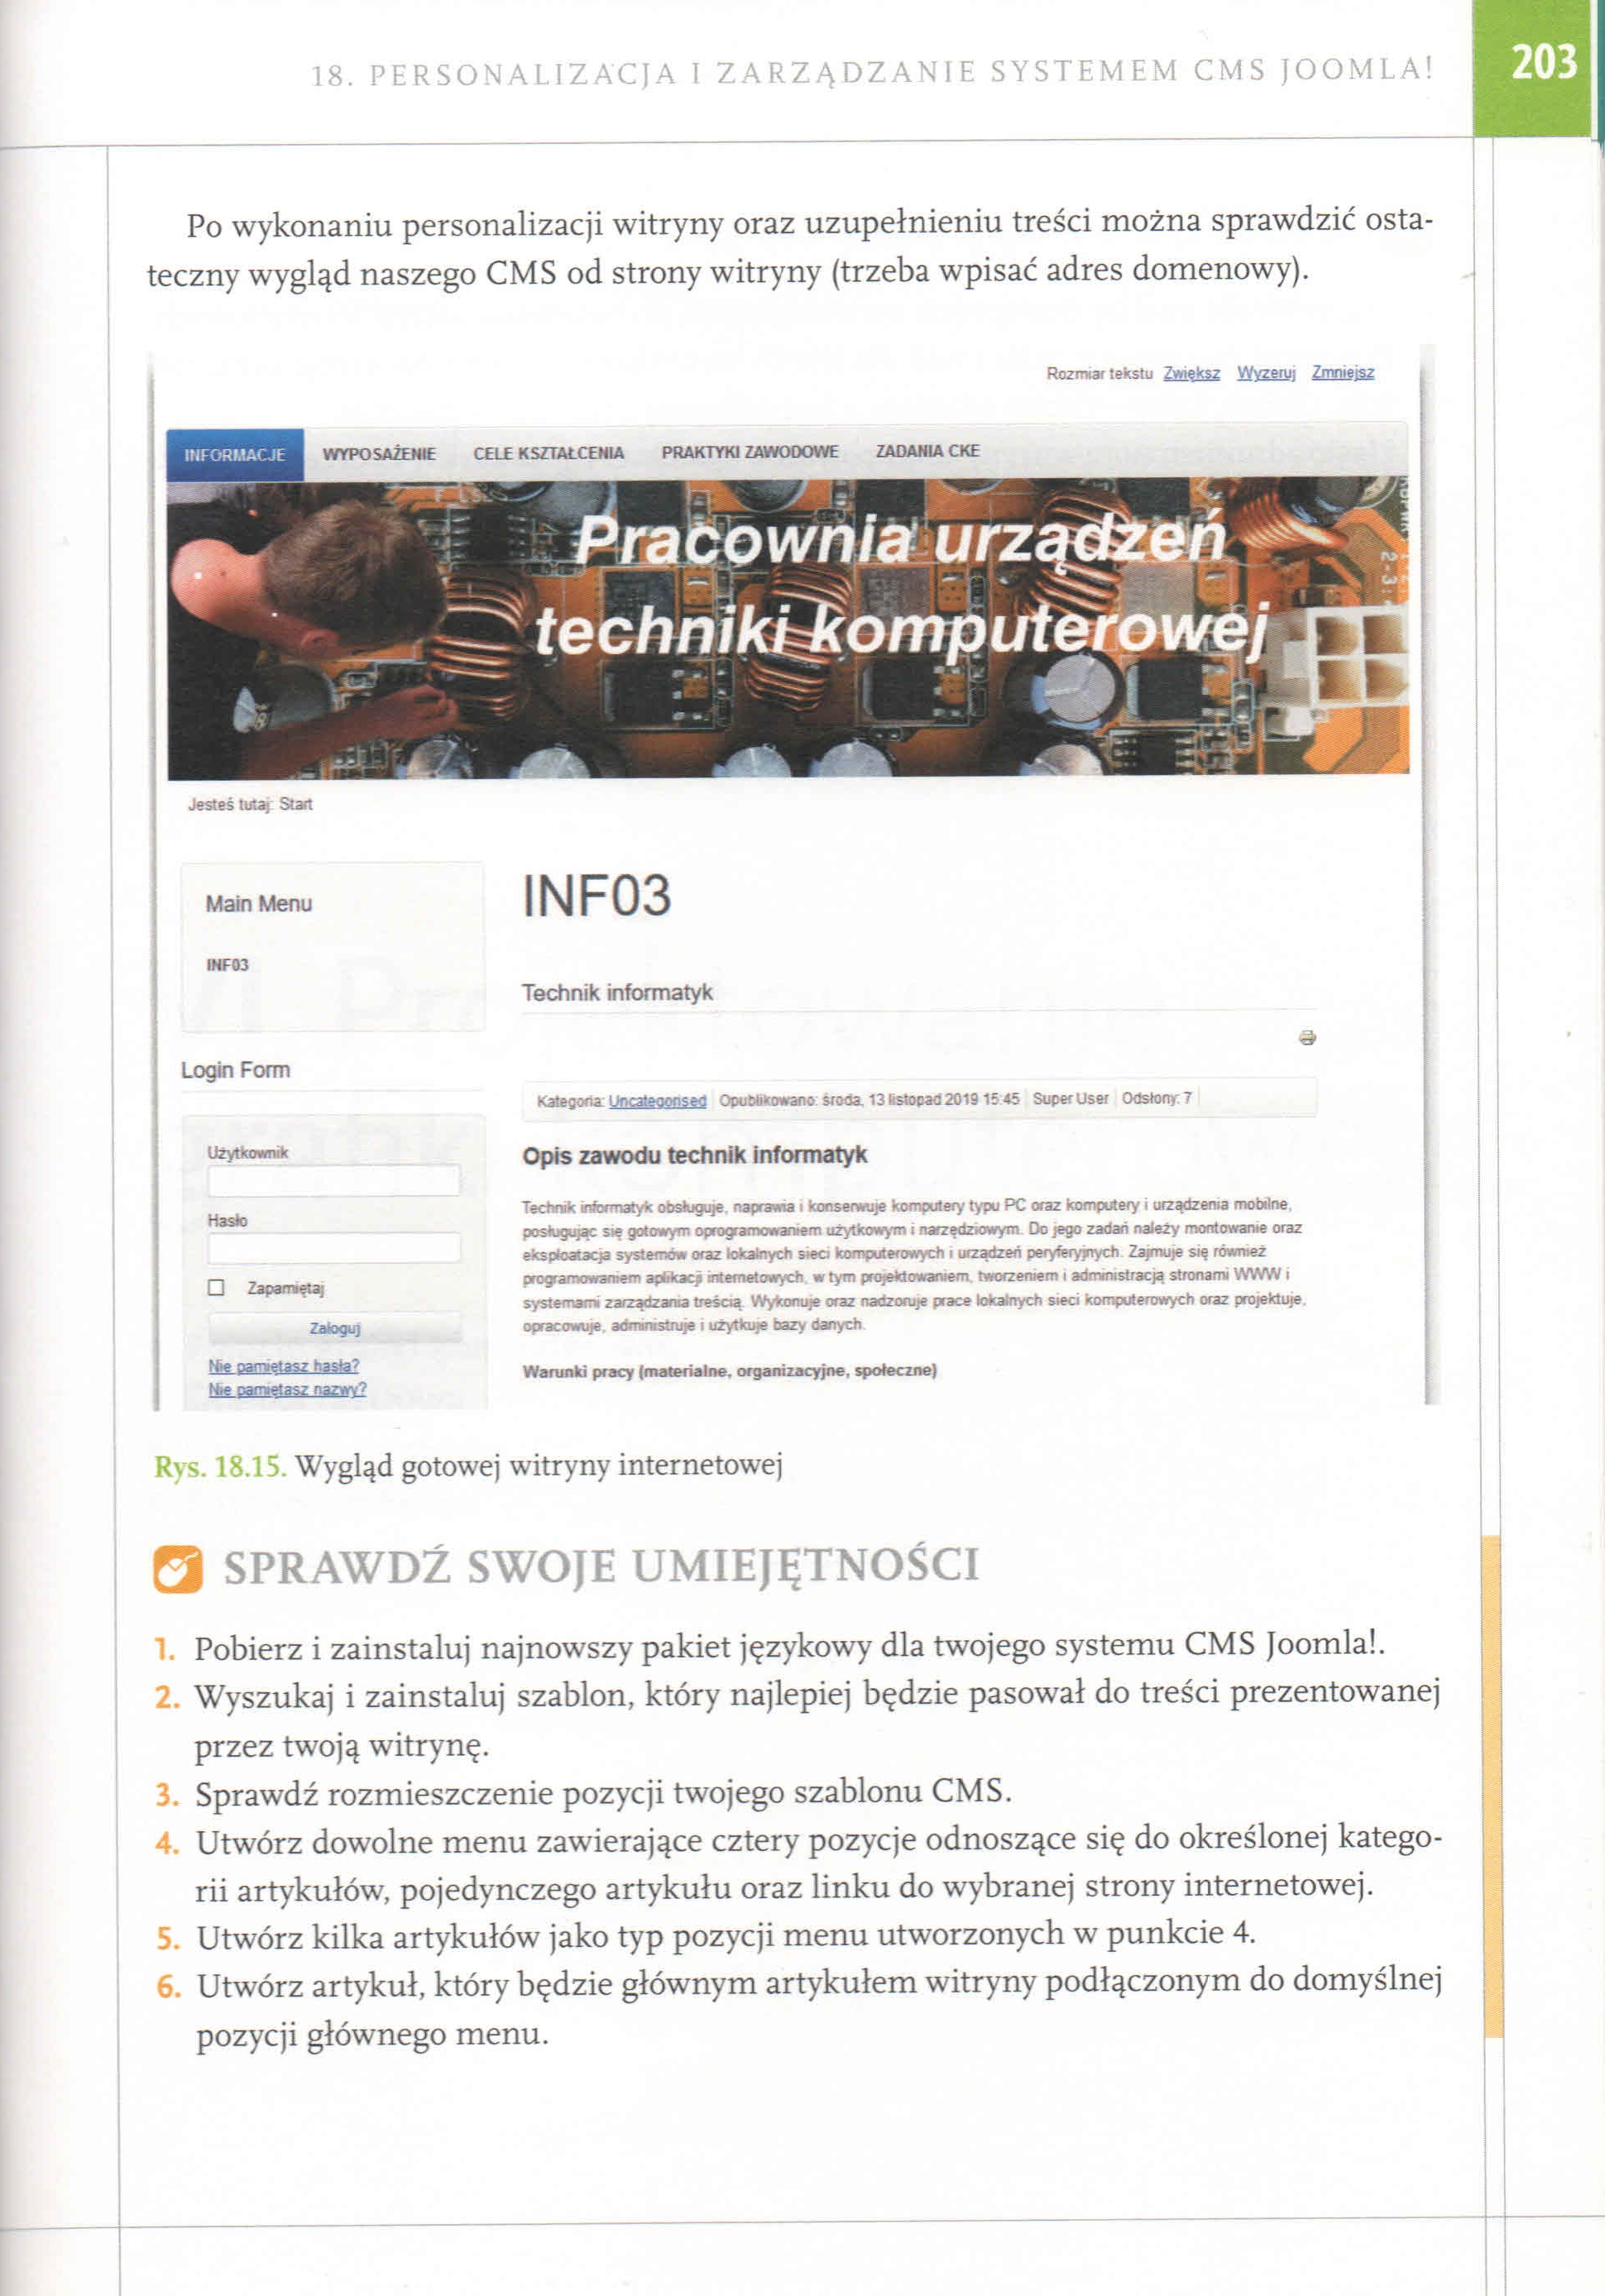 18. PERSONALIZACJA I ZARZĄDZANIE SYSTEMEM CMS JOOMLA!
203
Po wykonaniu personalizacji witryny oraz uzupełnieniu treści można sprawdzić osta-
teczny wygląd naszego CMS od strony witryny (trzeba wpisać adres domenowy).
Rozmiar tekstu Zwiększ Wyzeruj Zmniejsz
INFORMACJE WYPOSAŻENIE CELE KSZTAŁCENIA PRAKTYKI ZAWODOWE ZADANIA CKE
Pracownia urządzeń
techniki komputerowej
Jesteś tutaj: Start
Main Menu
INF03
Login Form
Użytkownik
Hasło
Zapamiętaj
Zaloguj
Nie pamiętasz hasła?
Nie pamiętasz nazwy?
INF03
Technik informatyk
Kategoria: Uncategorised Opublikowano: środa, 13 listopad 2019 15:45 Super User Odsłony: 7
Opis zawodu technik informatyk
Technik informatyk obsługuje, naprawia i konserwuje komputery typu PC oraz komputery i urządzenia mobilne,
posługując się gotowym oprogramowaniem użytkowym i narzędziowym. Do jego zadań należy montowanie oraz
eksploatacja systemów oraz lokalnych sieci komputerowych i urządzeń peryferyjnych. Zajmuje się również
programowaniem aplikacji internetowych, w tym projektowaniem, tworzeniem i administracją stronami WWW i
systemami zarządzania treścią. Wykonuje oraz nadzoruje prace lokalnych sieci komputerowych oraz projektuje,
opracowuje, administruje i użytkuje bazy danych.
Warunki pracy (materialne, organizacyjne, społeczne)
Rys. 18.15. Wygląd gotowej witryny internetowej
SPRAWDŹ SWOJE UMIEJĘTNOŚCI
1. Pobierz i zainstaluj najnowszy pakiet językowy dla twojego systemu CMS Joomla!.
2. Wyszukaj i zainstaluj szablon, który najlepiej będzie pasował do treści prezentowanej
przez twoją witrynę.
3. Sprawdź rozmieszczenie pozycji twojego szablonu CMS.
4. Utwórz dowolne menu zawierające cztery pozycje odnoszące się do określonej katego-
rii artykułów, pojedynczego artykułu oraz linku do wybranej strony internetowej.
5. Utwórz kilka artykułów jako typ pozycji menu utworzonych w punkcie 4.
6. Utwórz artykuł, który będzie głównym artykułem witryny podłączonym do domyślnej
pozycji głównego menu.